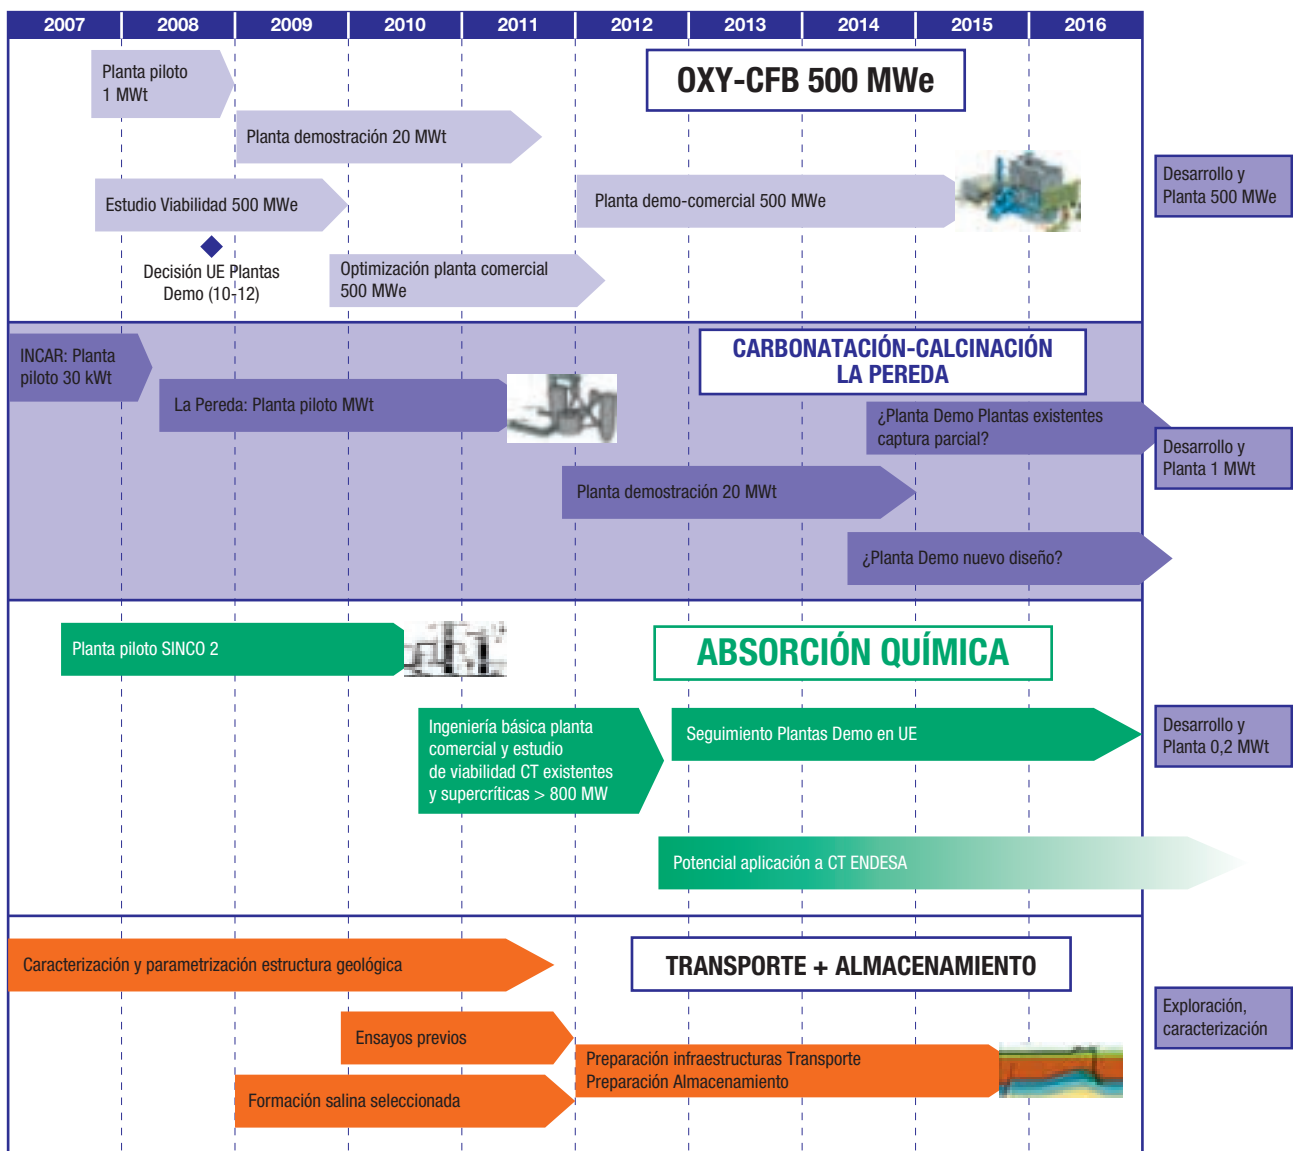 2007 2008 2009 2010 2011 2012 2013 2014 2015 2016
OXY-CFB 500 MWe
Planta piloto
1 MWt
Planta demostración 20 MWt
Estudio Viabilidad 500 MWe
Planta demo-comercial 500 MWe
Decisión UE Plantas
Demo (10-12)
Optimización planta comercial
500 MWe
Desarrollo y
Planta 500 MWe
CARBONATACIÓN-CALCINACIÓN
LA PEREDA
INCAR: Planta
piloto 30 kWt
La Pereda: Planta piloto MWt
¿Planta Demo Plantas existentes
captura parcial?
Planta demostración 20 MWt
¿Planta Demo nuevo diseño?
Desarrollo y
Planta 1 MWt
ABSORCIÓN QUÍMICA
Planta piloto SINCO 2
Ingeniería básica planta
comercial y estudio
de viabilidad CT existentes
y supercríticas > 800 MW
Seguimiento Plantas Demo en UE
Potencial aplicación a CT ENDESA
Desarrollo y
Planta 0,2 MWt
TRANSPORTE + ALMACENAMIENTO
Caracterización y parametrización estructura geológica
Ensayos previos
Preparación infraestructuras Transporte
Preparación Almacenamiento
Formación salina seleccionada
Exploración,
caracterización